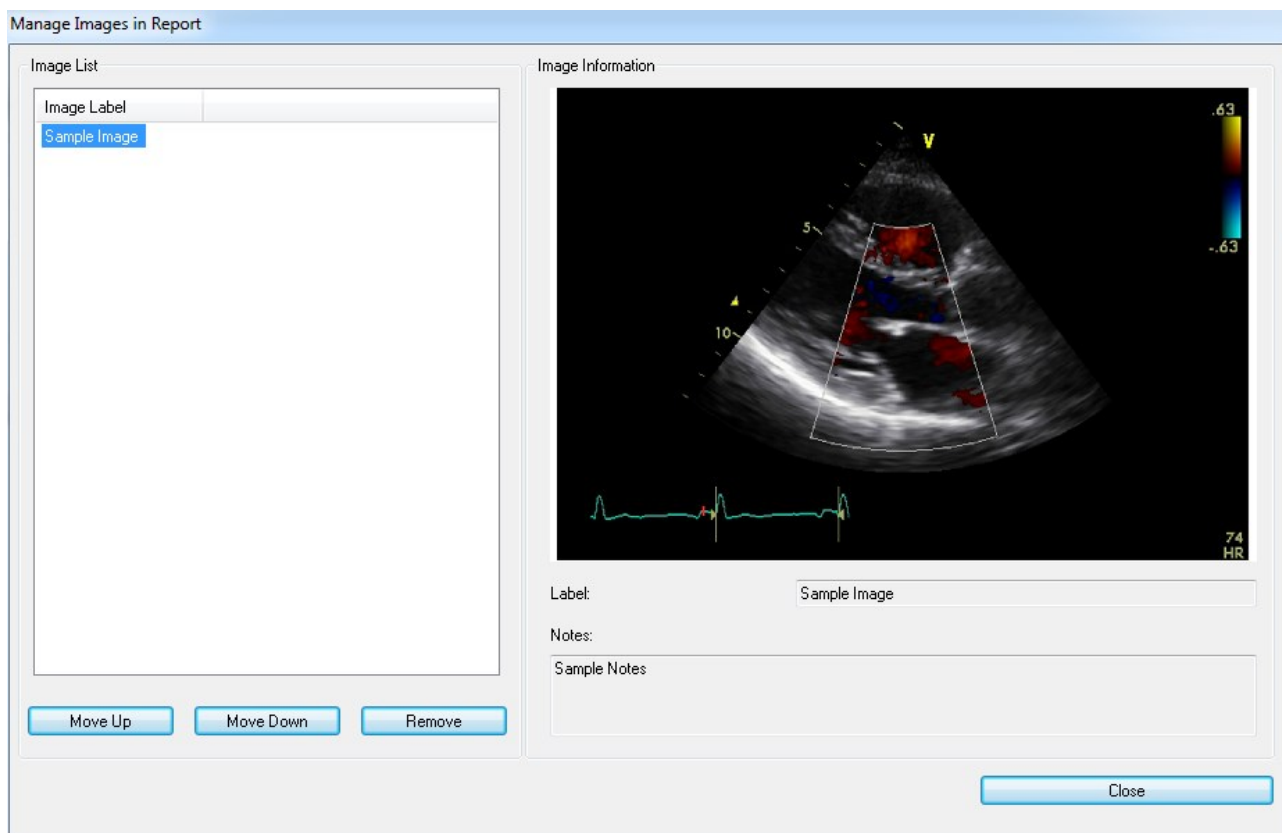 Manage Images in Report
Image List
Image Label
Sample Image
Move Up
Move Down
Remove
Image Information
V
.63
-.63
5
10
74
HR
Label:
Sample Image
Notes:
Sample Notes
Close